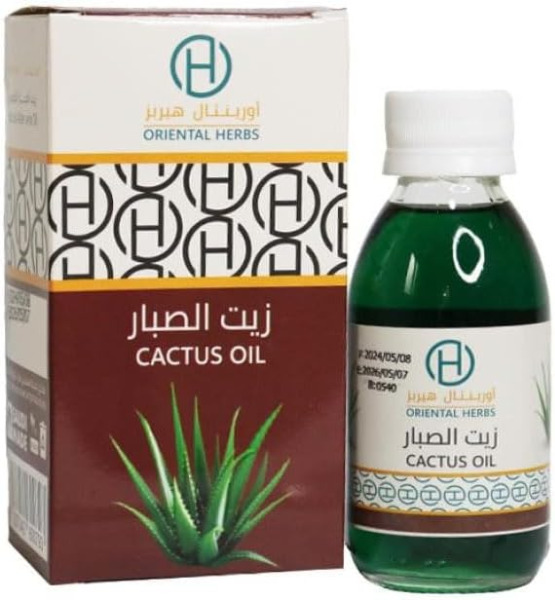 أورينتال هيربز
ORIENTAL HERBS
زيت الصبار
CACTUS OIL
P:2024/05/08
E:2026/05/07
B:0540
أورينتال هيربز
ORIENTAL HERBS
زيت الصبار
CACTUS OIL